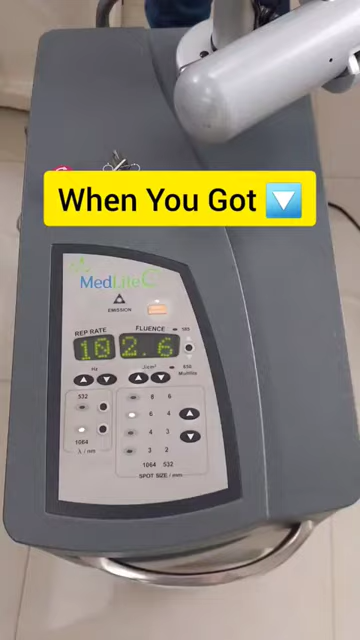 When You Got 🔽
MedLite C
EMISSION
REP RATE FLUENCE
10 2.6
Hz J/cm²
532
1064
λ / nm
8 6
6 4
4 3
3 2
1064 532
SPOT SIZE / mm